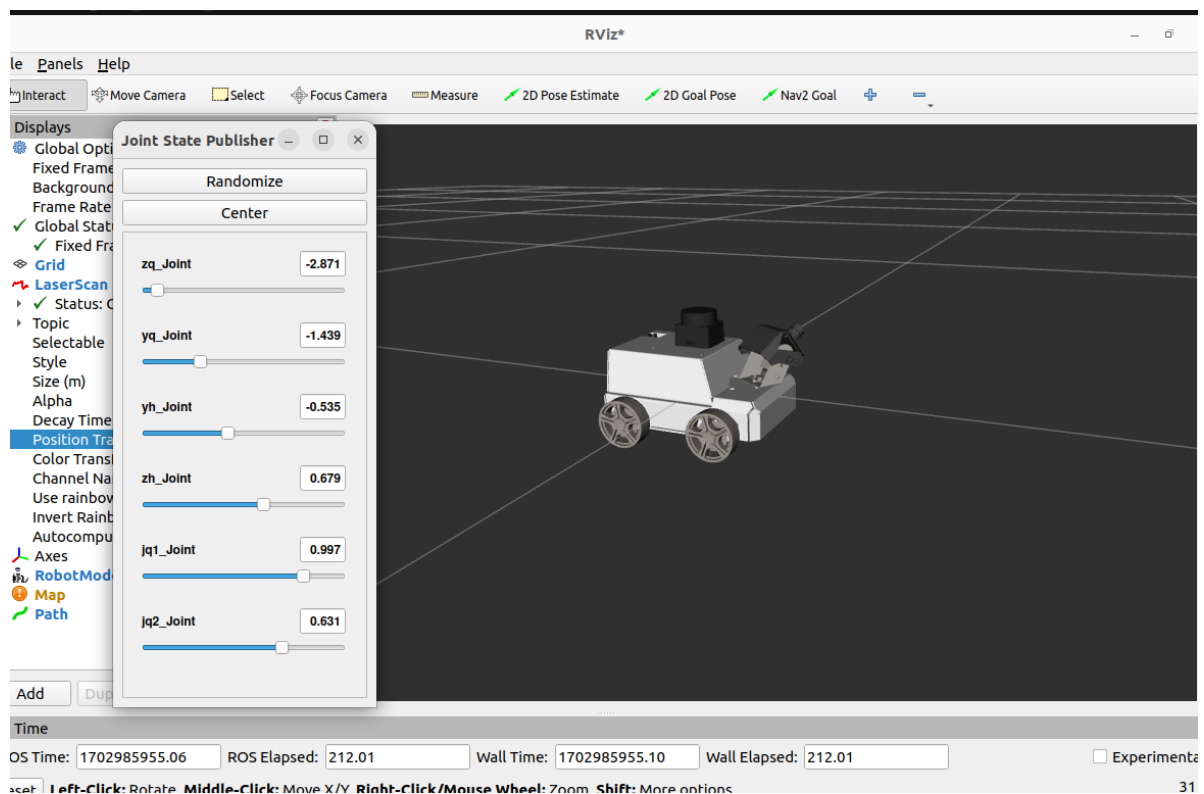 RViz*
le Panels Help
Interact Move Camera Select Focus Camera Measure 2D Pose Estimate 2D Goal Pose Nav2 Goal
Displays
Global Opti
Fixed Frame
Background
Frame Rate
Global Stat
Fixed Fra
Grid
LaserScan
Status: 
Topic
Selectable
Style
Size (m)
Alpha
Decay Time
Position Tra
Color Trans
Channel Na
Use rainbow
Invert Rainb
Autocompu
Axes
RobotMod
Map
Path
Add Dup
Joint State Publisher
Randomize
Center
zq_Joint -2.871
yq_Joint -1.439
yh_Joint -0.535
zh_Joint 0.679
jq1_Joint 0.997
jq2_Joint 0.631
Time
OS Time: 1702985955.06 ROS Elapsed: 212.01 Wall Time: 1702985955.10 Wall Elapsed: 212.01 Experimenta
eset Left-Click: Rotate. Middle-Click: Move X/Y. Right-Click/Mouse Wheel: Zoom. Shift: More options. 31